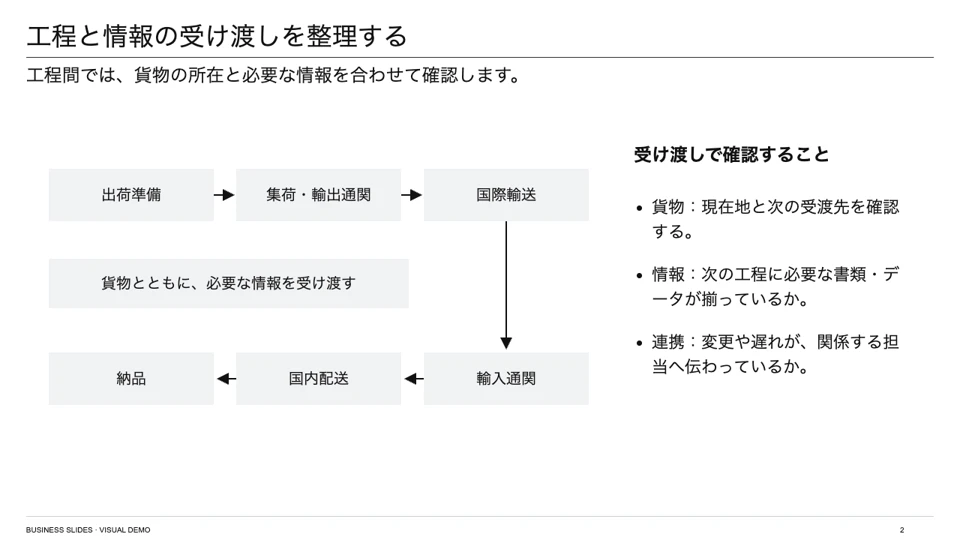 工程と情報の受け渡しを整理する
工程間では、貨物の所在と必要な情報を合わせて確認します。
出荷準備
集荷・輸出通関
国際輸送
貨物とともに、必要な情報を受け渡す
納品
国内配送
輸入通関
受け渡しで確認すること
• 貨物：現在地と次の受渡先を確認
する。
• 情報：次の工程に必要な書類・デ
ータが揃っているか。
• 連携：変更や遅れが、関係する担
当へ伝わっているか。
BUSINESS SLIDES · VISUAL DEMO
2